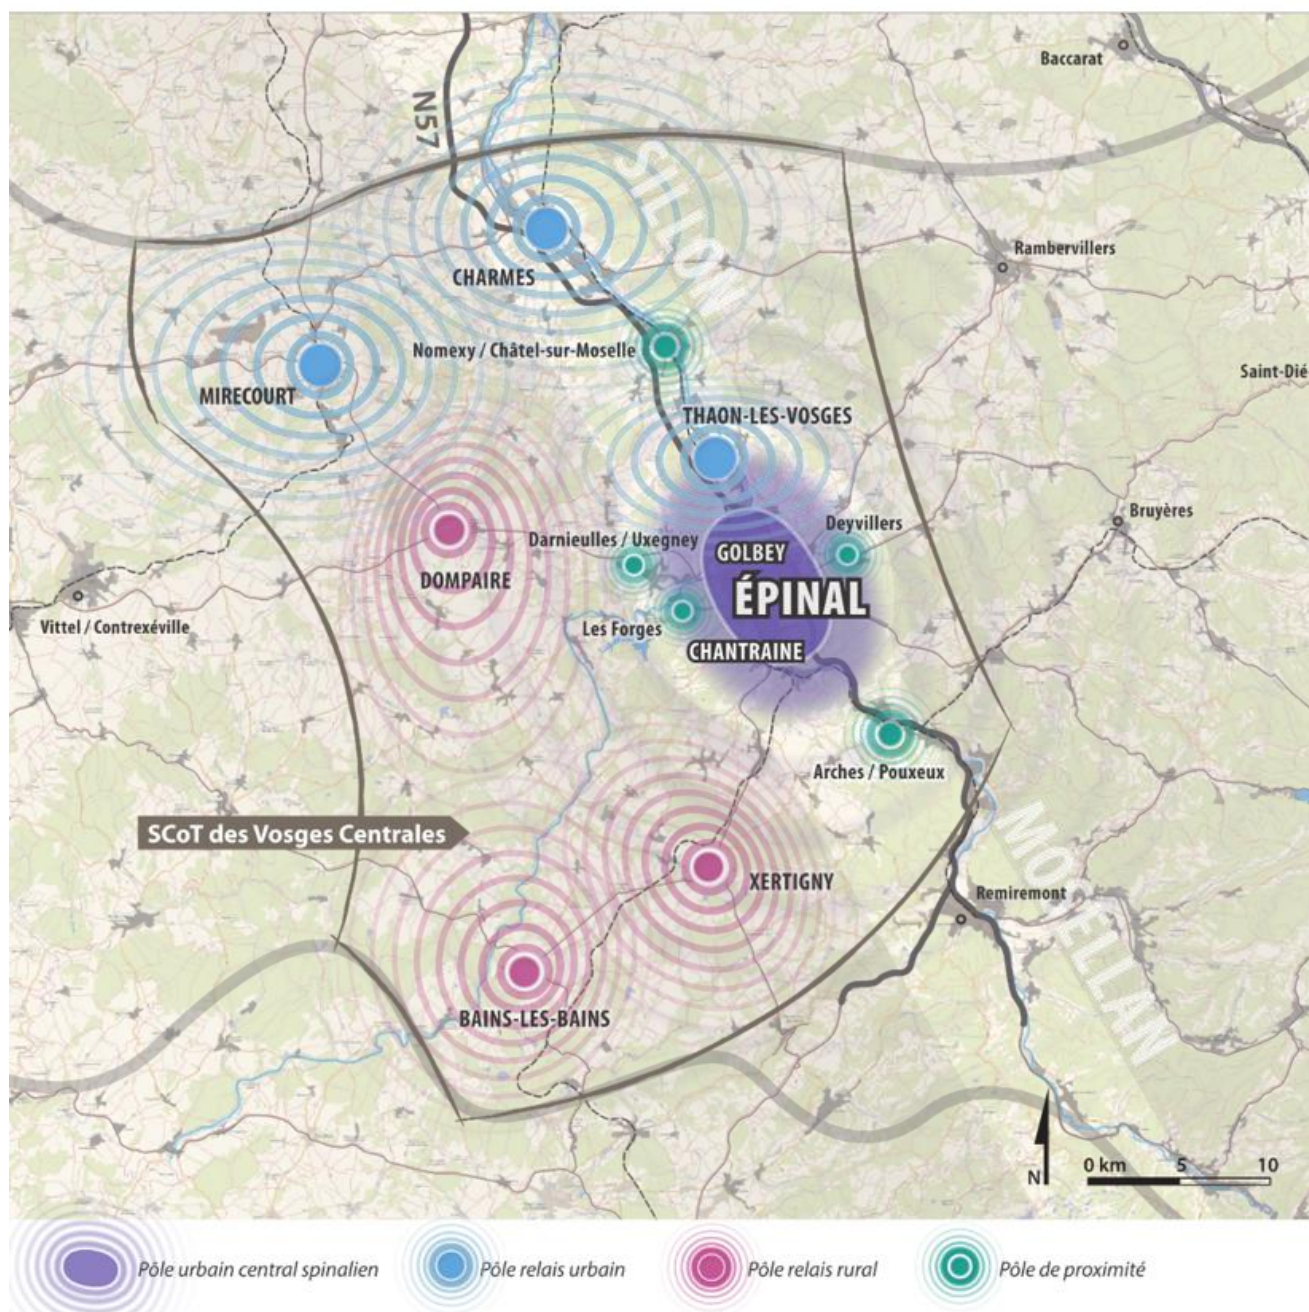 Baccarat
N57
SILLON
Rambervillers
CHARMES
Nomexy / Châtel-sur-Moselle
Saint-Dié
MIRECOURT
THAON-LES-VOSGES
Bruyères
Deyvillers
Darnieulles / Uxegney
GOLBEY
DOMPAIRE
ÉPINAL
Vittel / Contrexéville
Les Forges
CHANTRAINE
Arches / Pouxeux
SCoT des Vosges Centrales
MOSELLAN
XERTIGNY
Remiremont
BAINS-LES-BAINS
0 km 5 10
N
Pôle urbain central spinalien
Pôle relais urbain
Pôle relais rural
Pôle de proximité